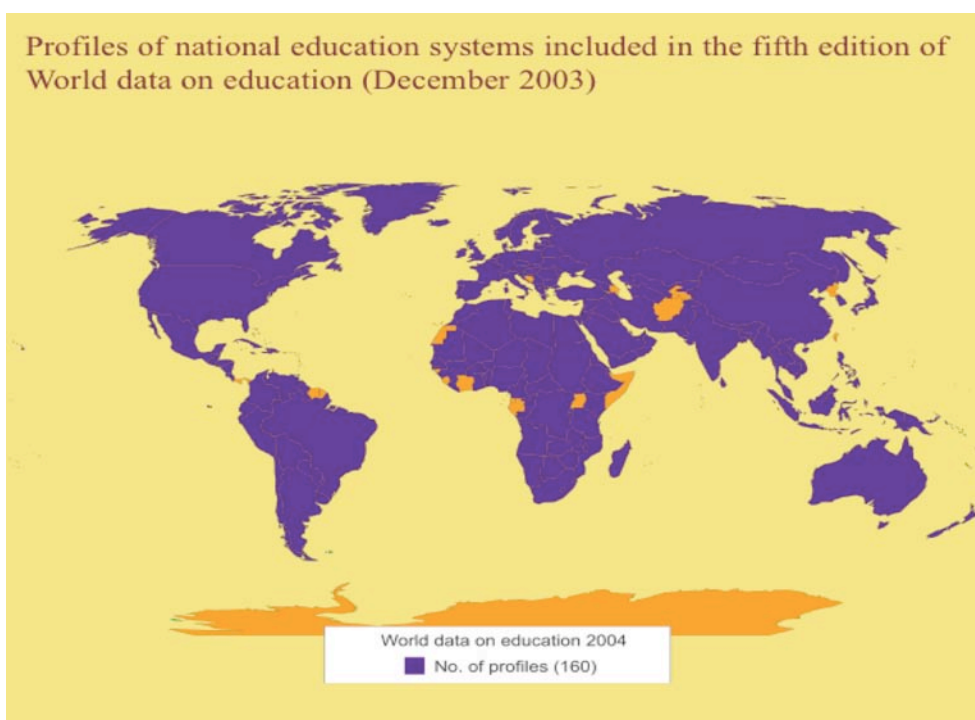 Profiles of national education systems included in the fifth edition of
World data on education (December 2003)
World data on education 2004
No. of profiles (160)